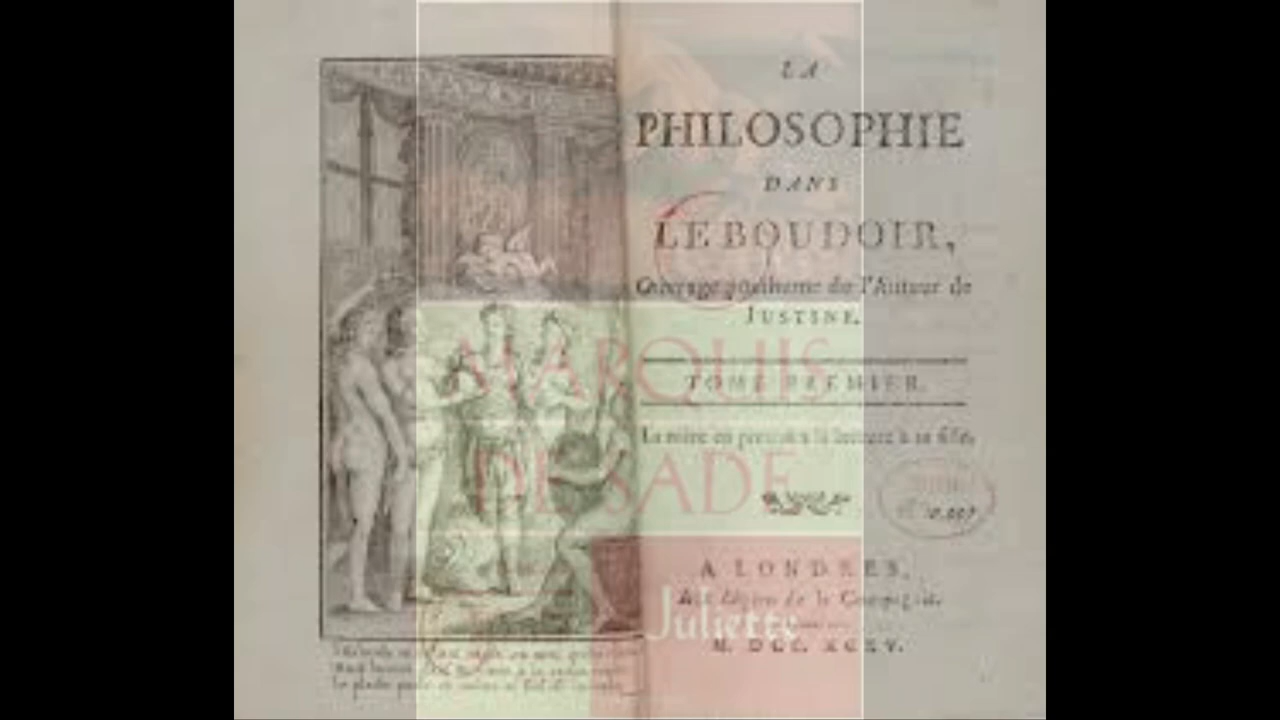 LA
PHILOSOPHIE
DANS
LE BOUDOIR,
Ouvrage posthume de l'Auteur de
JUSTINE.
MARQUIS
TOME PREMIER.
La mère en prescrira la lecture à sa fille.
DE SADE
A LONDRES,
Aux dépens de la Compagnie.
Juliette
M. DCC. XCXV.